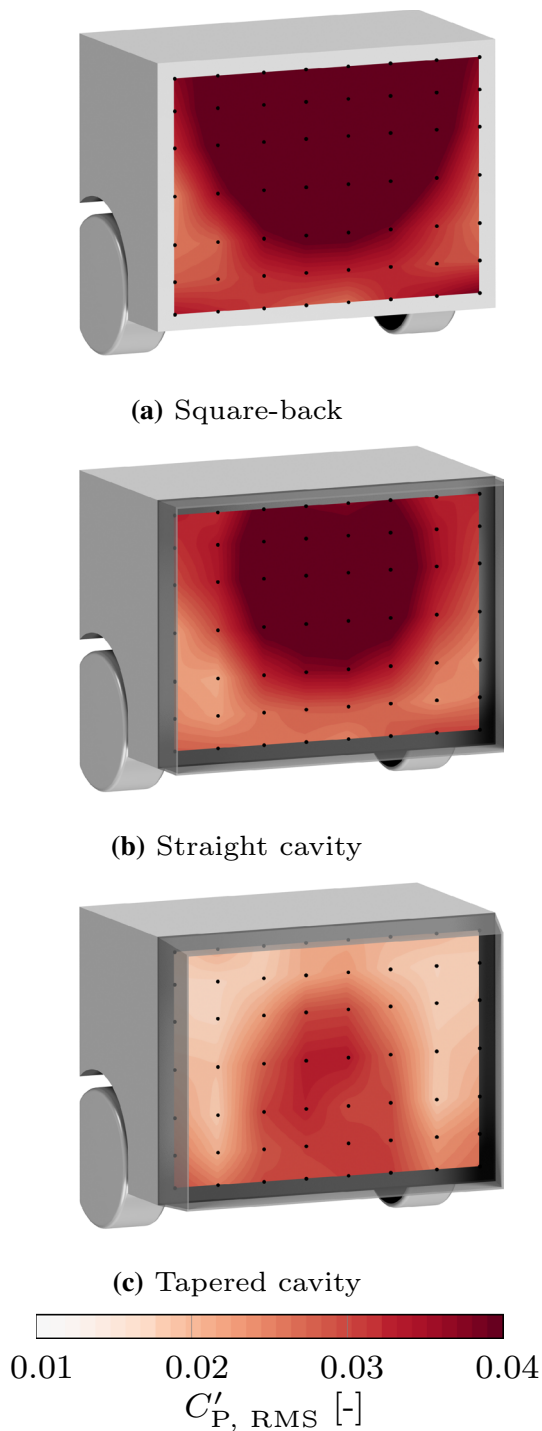 (a) Square-back
(b) Straight cavity
(c) Tapered cavity
0.01 0.02 0.03 0.04
C′P, RMS [-]